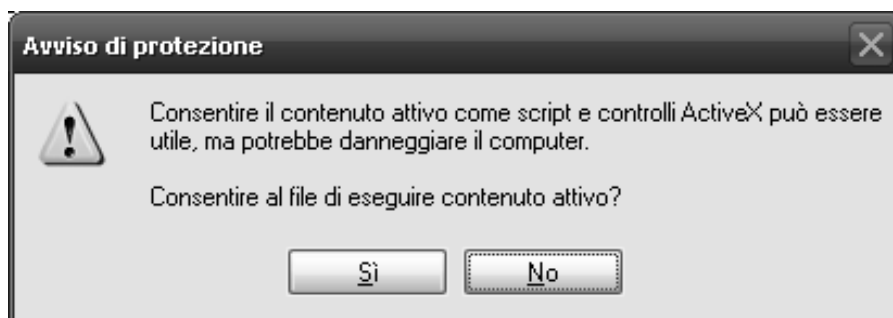 Avviso di protezione
Consentire il contenuto attivo come script e controlli ActiveX può essere
utile, ma potrebbe danneggiare il computer.
Consentire al file di eseguire contenuto attivo?
Sì
No